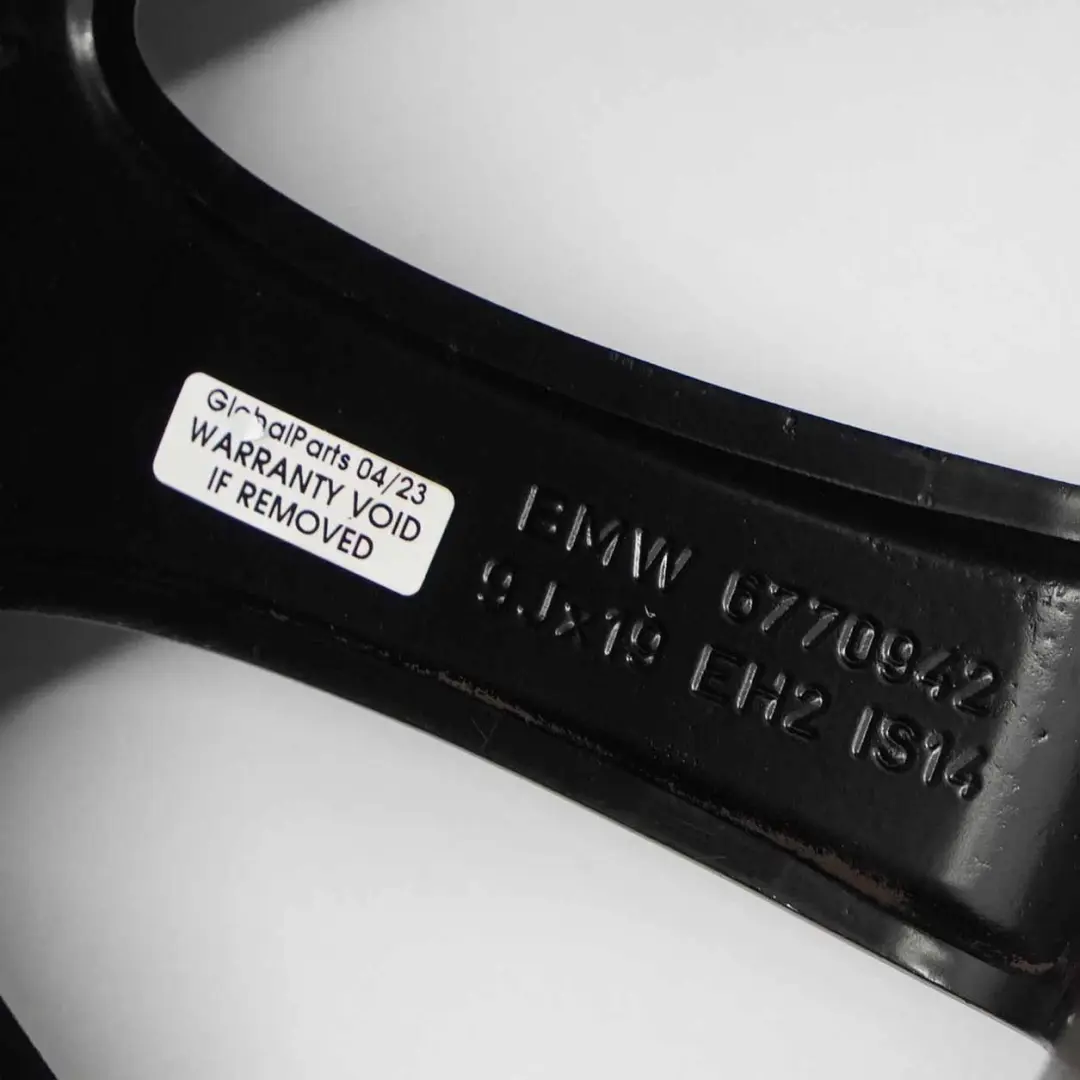 GlobalParts 04/23
WARRANTY VOID
IF REMOVED
BMW 6770942
9Jx19 EH2 IS14